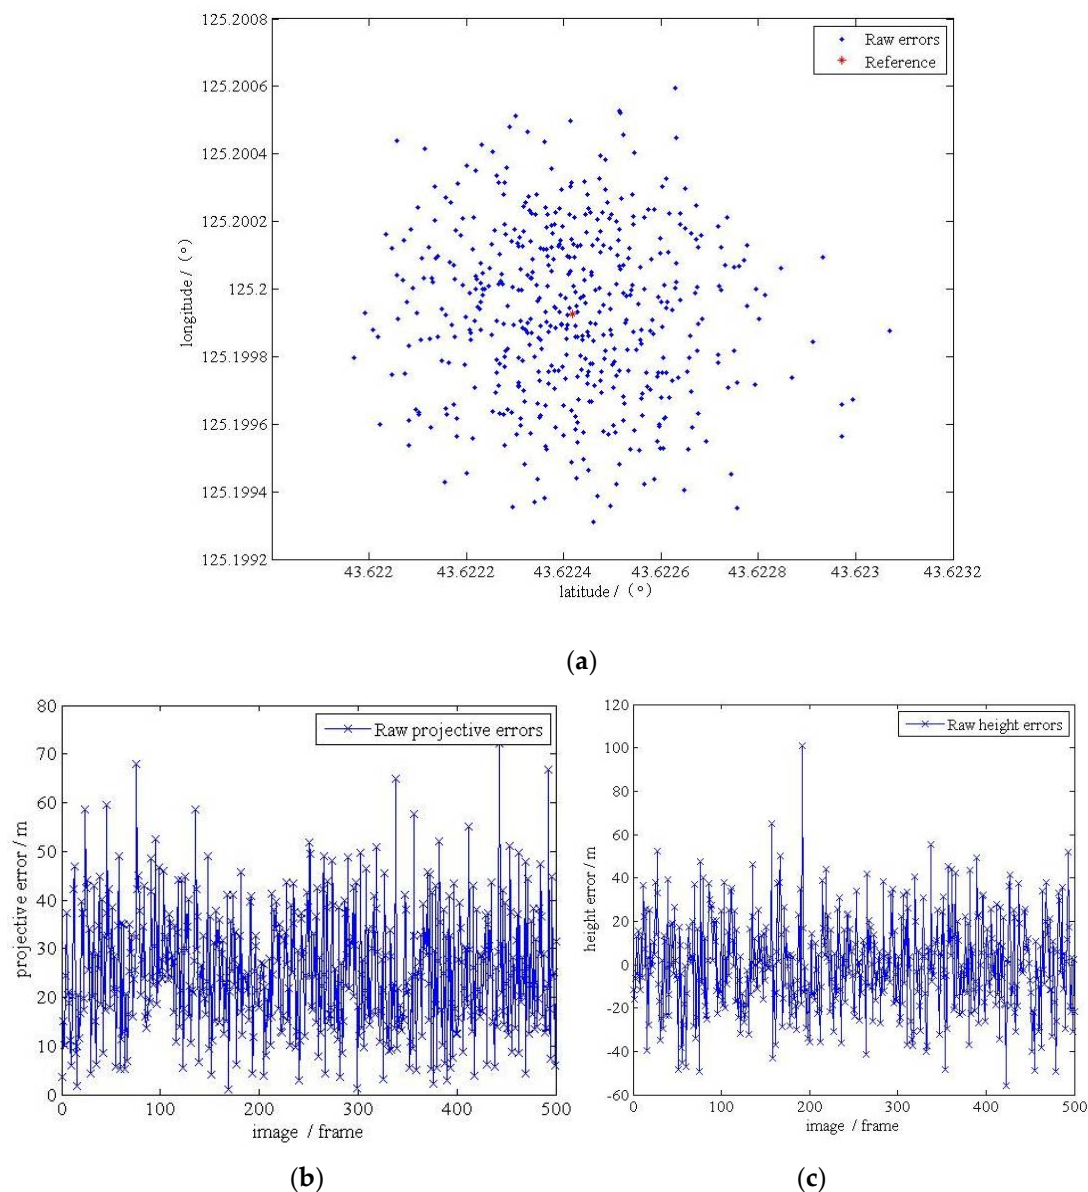 125.2008
125.2006
125.2004
125.2002
125.2
125.1998
125.1996
125.1994
125.1992
longitude / (°)
Raw errors
Reference
43.622 43.6222 43.6224 43.6226 43.6228 43.623 43.6232
latitude / (°)
(a)
80
70
60
50
40
30
20
10
0
projective error / m
Raw projective errors
0 100 200 300 400 500
image / frame
(b)
120
100
80
60
40
20
0
-20
-40
-60
height error / m
Raw height errors
0 100 200 300 400 500
image / frame
(c)